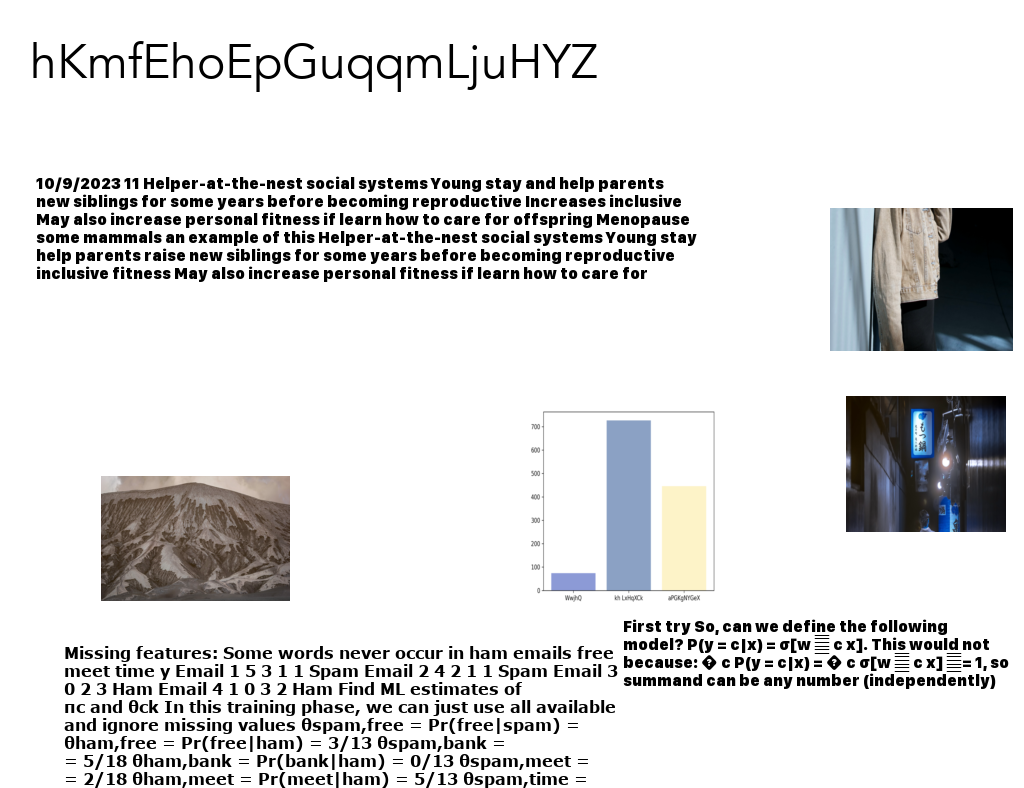 hKmfEhoEpGuqqmLjuHYZ
10/9/2023 11 Helper-at-the-nest social systems Young stay and help parents
new siblings for some years before becoming reproductive Increases inclusive
May also increase personal fitness if learn how to care for offspring Menopause
some mammals an example of this Helper-at-the-nest social systems Young stay
help parents raise new siblings for some years before becoming reproductive
inclusive fitness May also increase personal fitness if learn how to care for
もつ鍋
700
600
500
400
300
200
100
0
WwjhQ
kh LxHqXCk
aPGKgNYGeX
First try So, can we define the following
model? P(y = c|x) = σ[w 𝄚 c x]. This would not
because: � c P(y = c|x) = � c σ[w 𝄚 c x] 𝄚= 1, so
summand can be any number (independently)
Missing features: Some words never occur in ham emails free
meet time y Email 1 5 3 1 1 Spam Email 2 4 2 1 1 Spam Email 3
0 2 3 Ham Email 4 1 0 3 2 Ham Find ML estimates of
πc and θck In this training phase, we can just use all available
and ignore missing values θspam,free = Pr(free|spam) =
θham,free = Pr(free|ham) = 3/13 θspam,bank =
= 5/18 θham,bank = Pr(bank|ham) = 0/13 θspam,meet =
= 2/18 θham,meet = Pr(meet|ham) = 5/13 θspam,time =